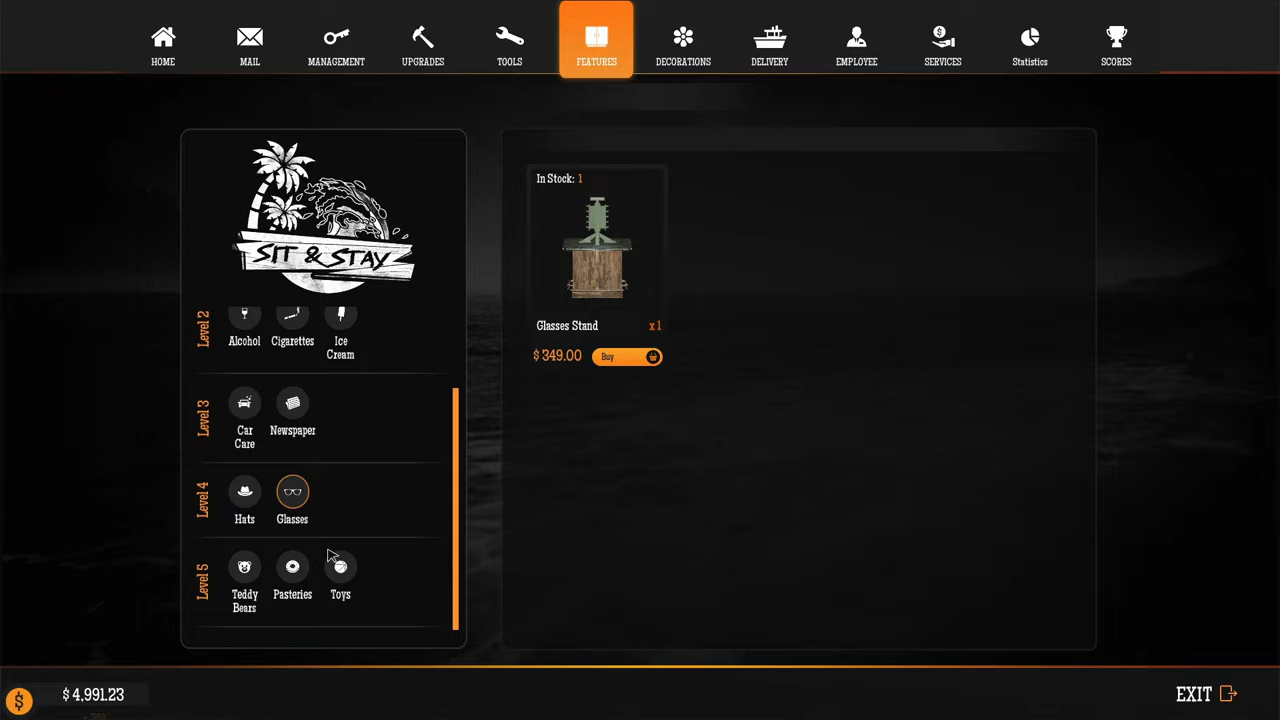 HOME
MAIL
MANAGEMENT
UPGRADES
TOOLS
FEATURES
DECORATIONS
DELIVERY
EMPLOYEE
SERVICES
Statistics
SCORES
SIT & STAY
Level 2
Alcohol
Cigarettes
Ice
Cream
Level 3
Car
Care
Newspaper
Level 4
Hats
Glasses
Level 5
Teddy
Bears
Pasteries
Toys
In Stock: 1
Glasses Stand
x 1
$ 349.00
Buy
$ 4,991.23
EXIT